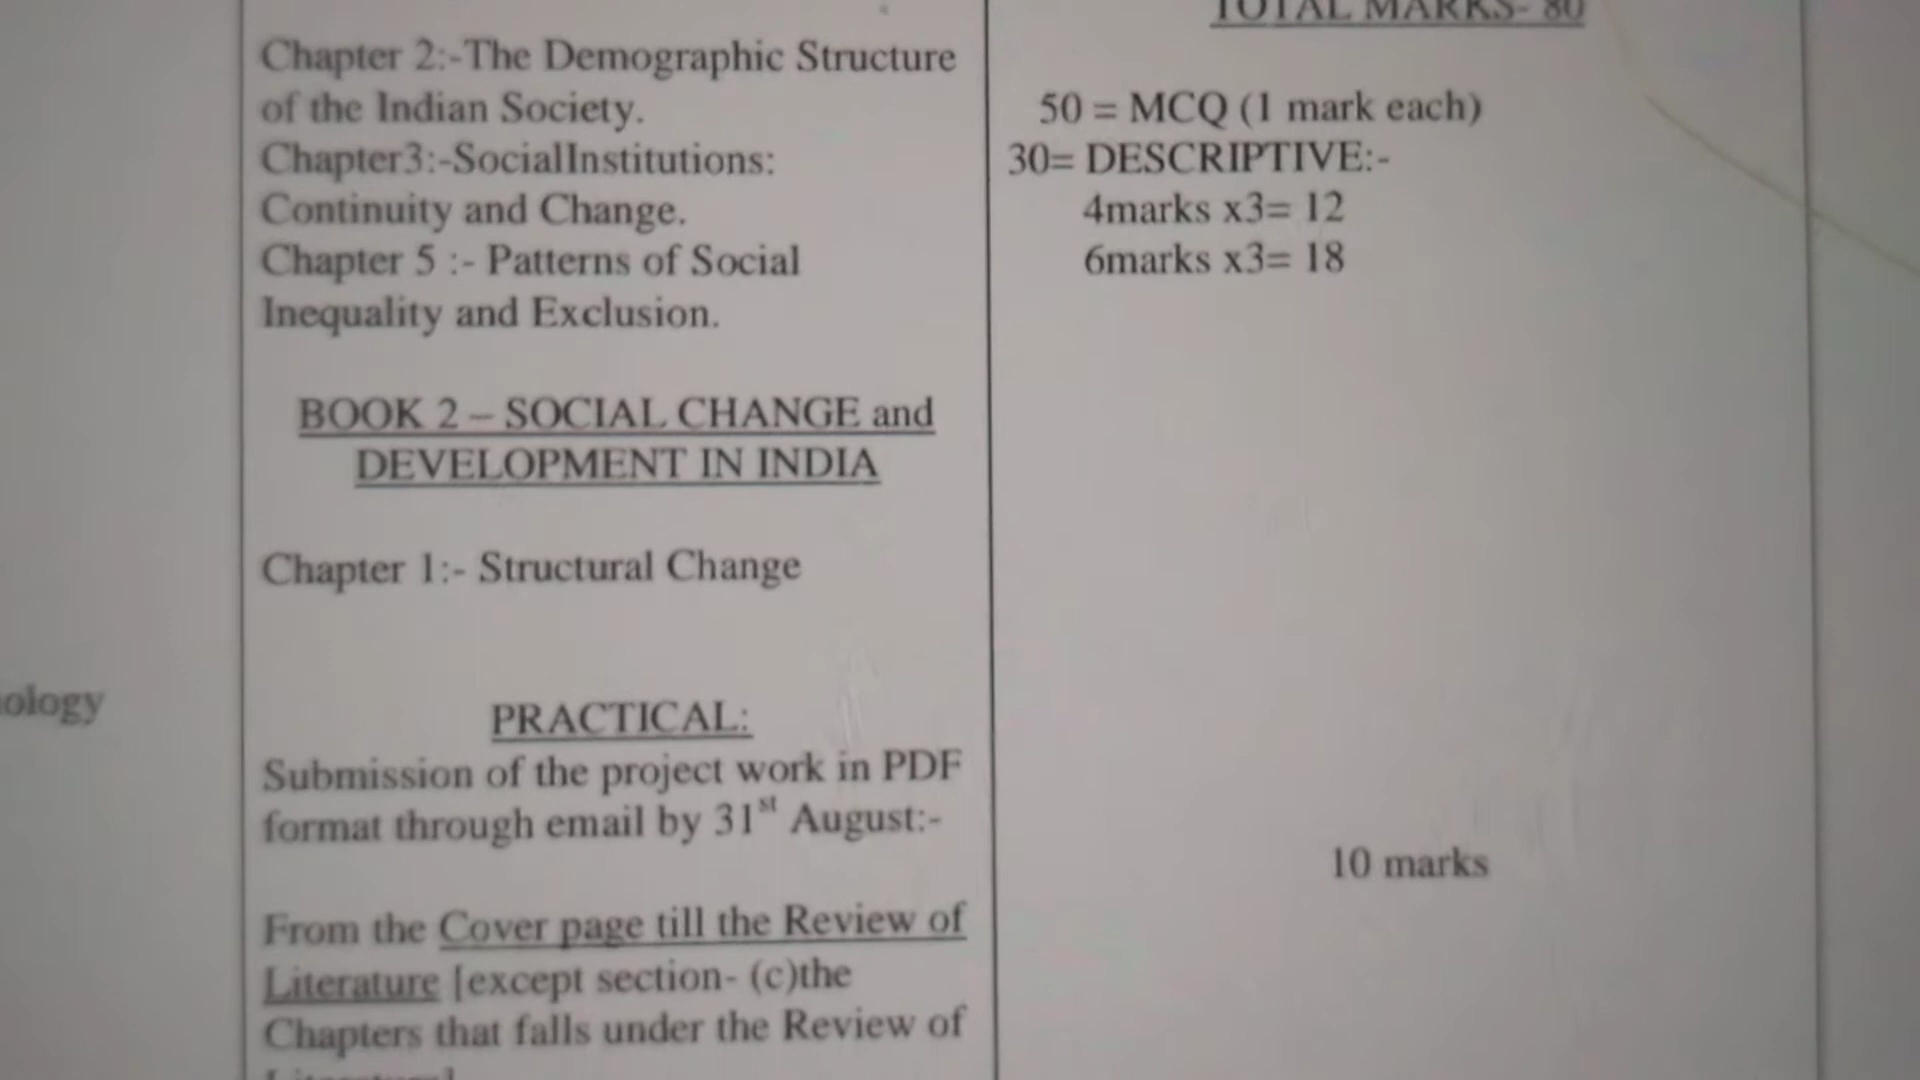 TOTAL MARKS- 80
Chapter 2:-The Demographic Structure
of the Indian Society.
Chapter3:-SocialInstitutions:
Continuity and Change.
Chapter 5 :- Patterns of Social
Inequality and Exclusion.
50 = MCQ (1 mark each)
30= DESCRIPTIVE:-
4marks x3= 12
6marks x3= 18
BOOK 2 – SOCIAL CHANGE and
DEVELOPMENT IN INDIA
Chapter 1:- Structural Change
ology
PRACTICAL:
Submission of the project work in PDF
format through email by 31st August:-
10 marks
From the Cover page till the Review of
Literature [except section- (c)the
Chapters that falls under the Review of